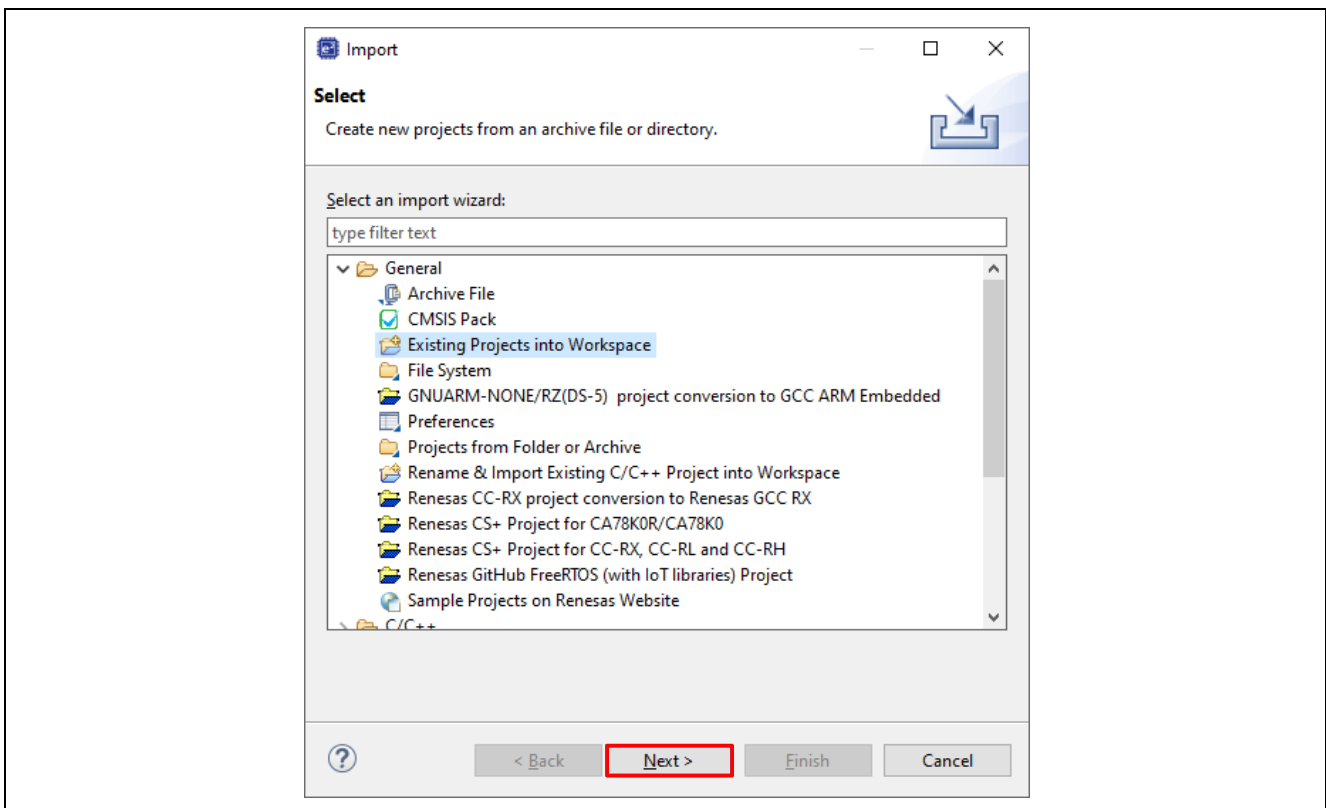 Import
Select
Create new projects from an archive file or directory.
Select an import wizard:
type filter text
General
Archive File
CMSIS Pack
Existing Projects into Workspace
File System
GNUARM-NONE/RZ(DS-5)  project conversion to GCC ARM Embedded
Preferences
Projects from Folder or Archive
Rename & Import Existing C/C++ Project into Workspace
Renesas CC-RX project conversion to Renesas GCC RX
Renesas CS+ Project for CA78K0R/CA78K0
Renesas CS+ Project for CC-RX, CC-RL and CC-RH
Renesas GitHub FreeRTOS (with IoT libraries) Project
Sample Projects on Renesas Website
C/C++
? < Back Next > Finish Cancel